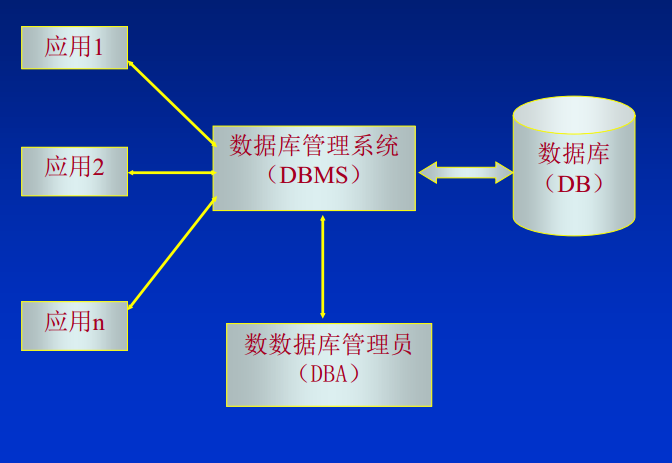 应用1
应用2
应用n
数据库管理系统
（DBMS）
数据库
（DB）
数数据库管理员
（DBA）